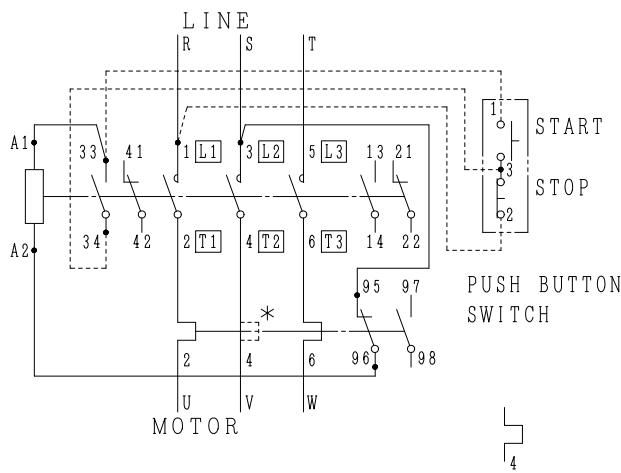 LINE
R S T
1
A1 33 41 1 L1 3 L2 5 L3 13 21
START
3
STOP
2
A2 34 42 2 T1 4 T2 6 T3 14 22
PUSH BUTTON
SWITCH
95 97
*
2 4 6 96 98
U V W
MOTOR
4